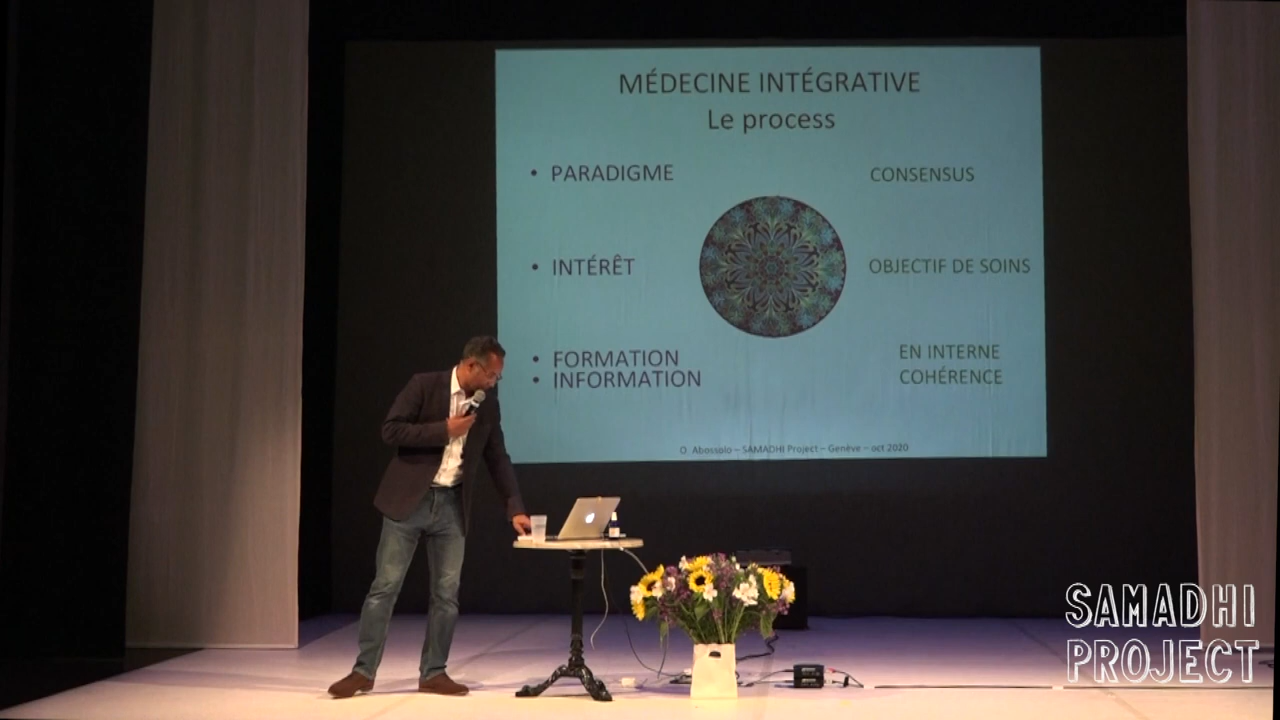 MÉDECINE INTÉGRATIVE
Le process
• PARADIGME
CONSENSUS
• INTÉRÊT
OBJECTIF DE SOINS
• FORMATION
• INFORMATION
EN INTERNE
COHÉRENCE
O Abossolo – SAMADHI Project – Genève – oct 2020
SAMADHI
PROJECT